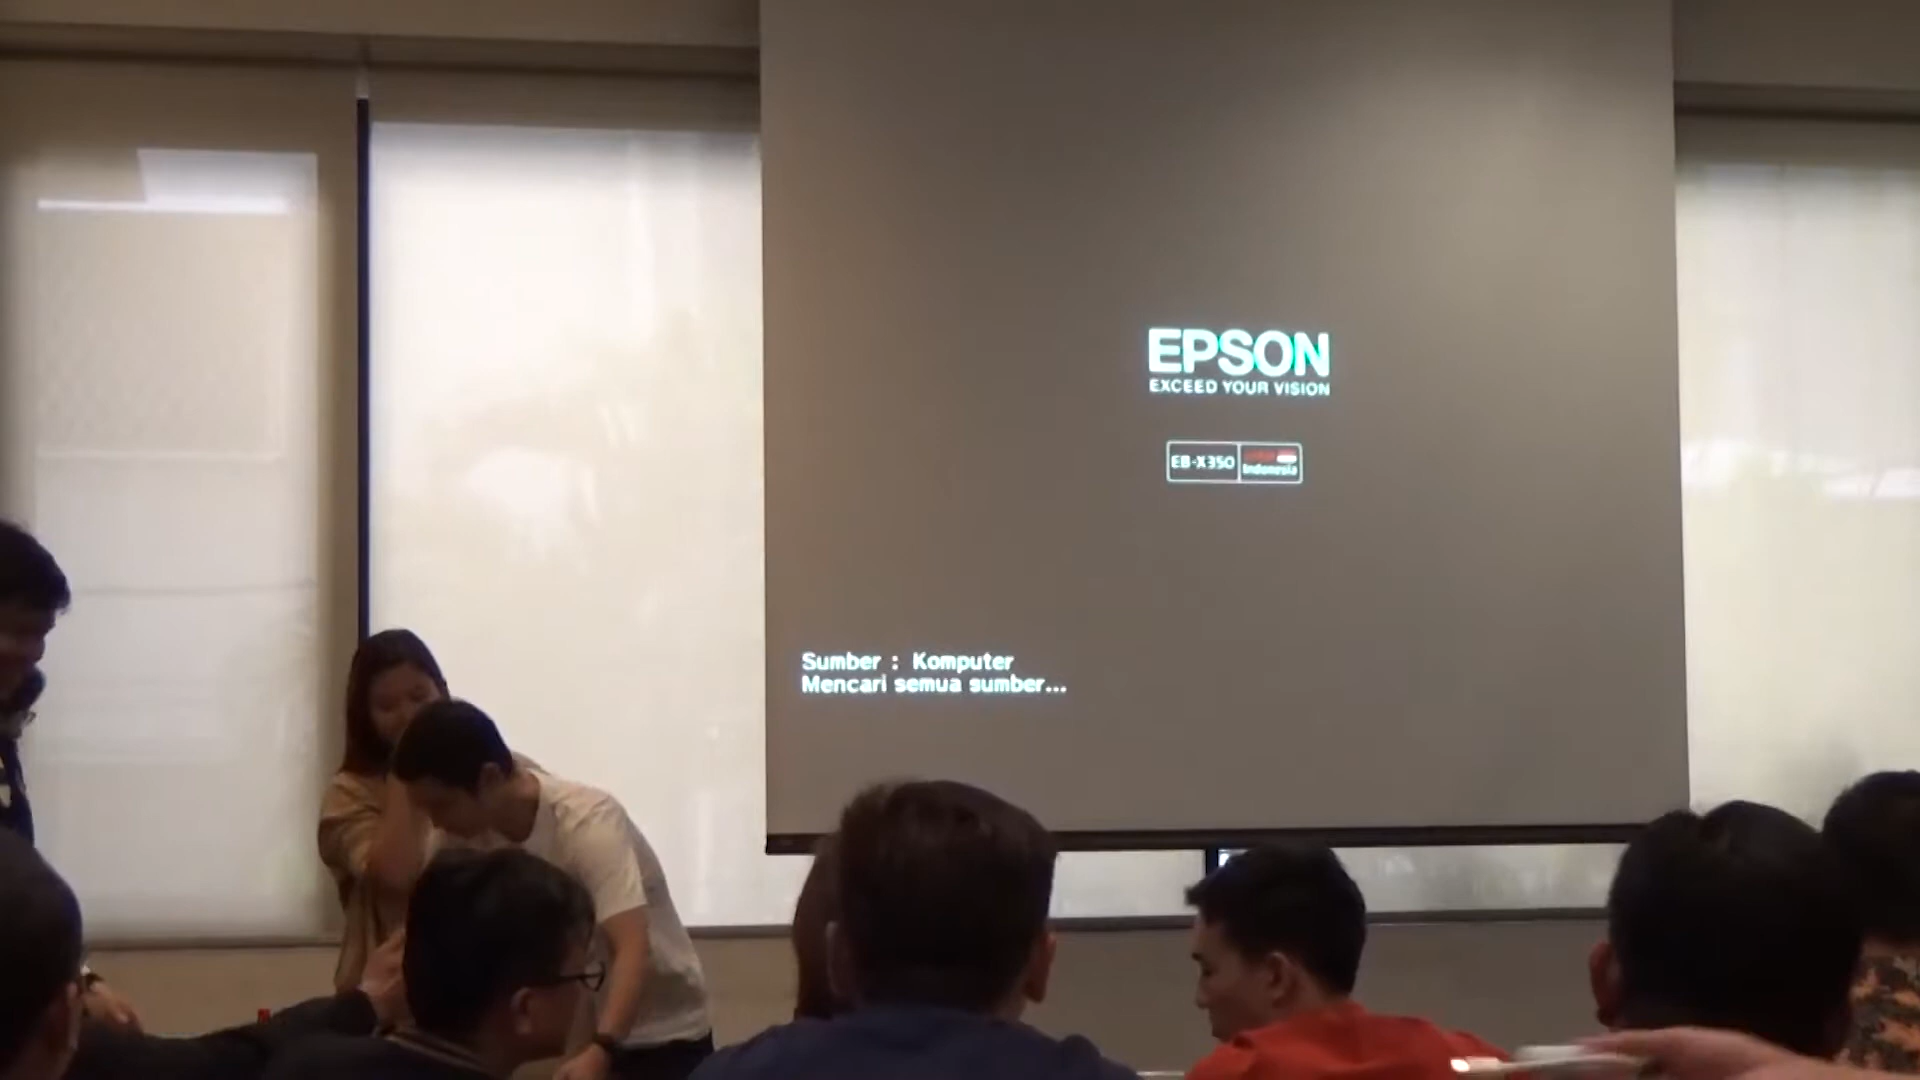 EPSON
EXCEED YOUR VISION
EB-X350
Indonesia
Sumber : Komputer
Mencari semua sumber...